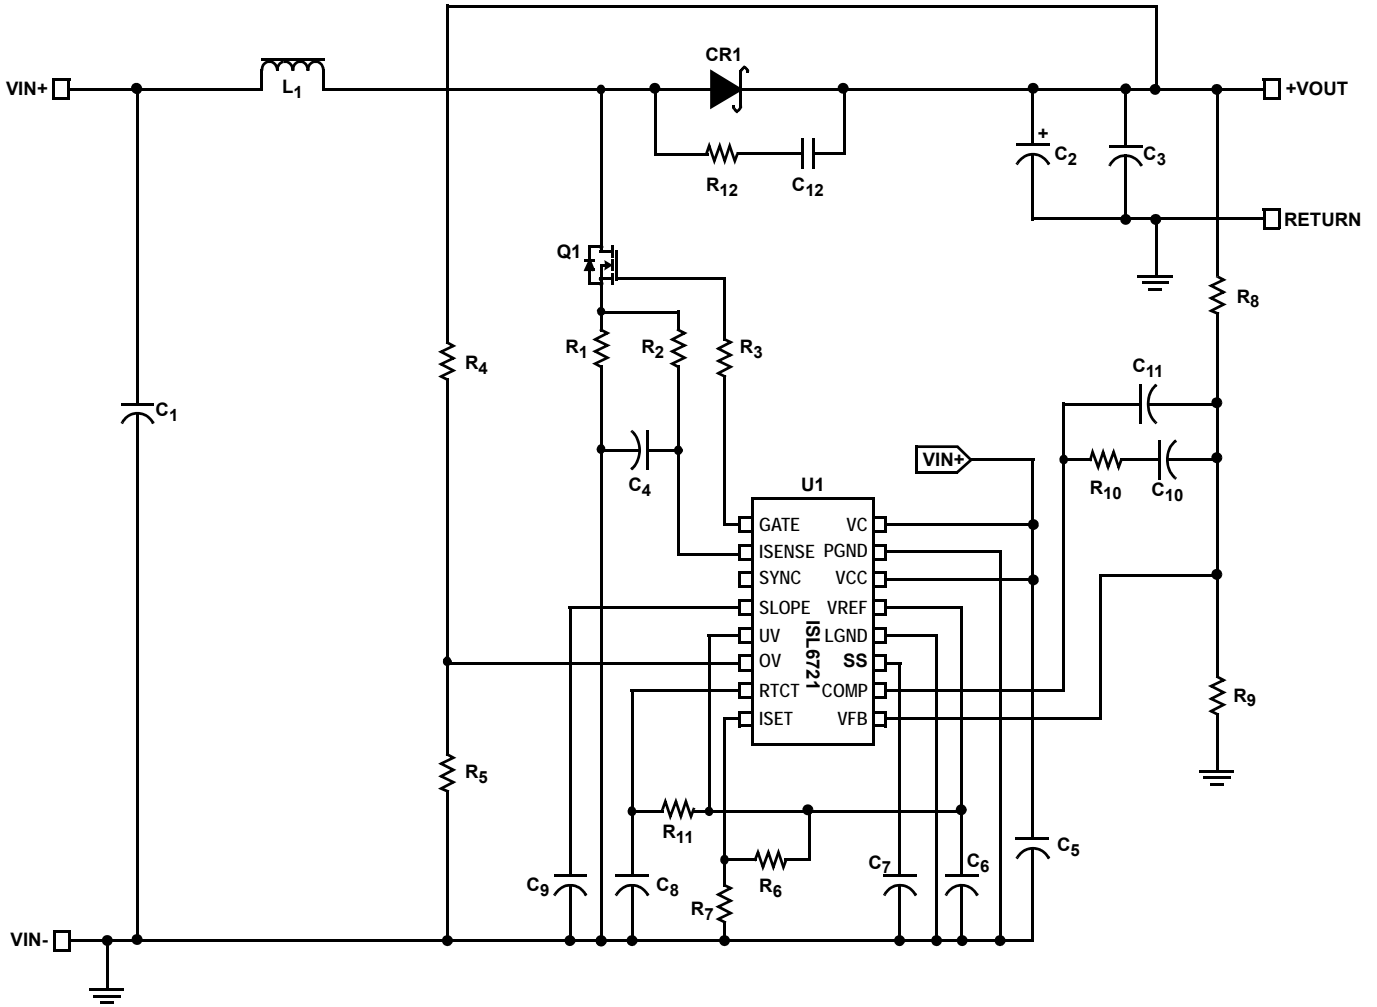 CR1
VIN+
L1
+VOUT
C2
+
C3
R12
C12
RETURN
Q1
R8
R1
R2
R3
R4
C11
C1
VIN+
C4
R10
C10
U1
GATE
VC
ISENSE
PGND
SYNC
VCC
SLOPE
VREF
UV
LGND
OV
SS
RTCT
COMP
ISET
VFB
ISL6721
R9
R5
R11
C5
C9
C8
R6
C7
C6
R7
VIN-